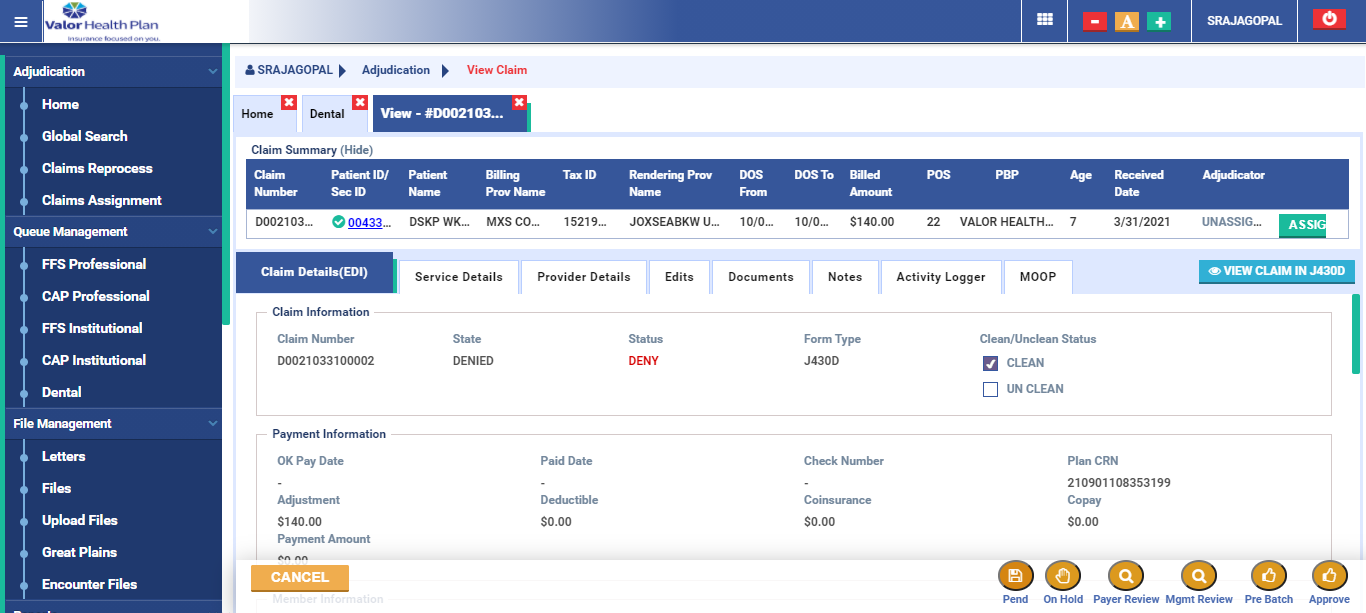 Valor Health Plan
Insurance focused on you.
A
SRAJAGOPAL
Adjudication
Home
Global Search
Claims Reprocess
Claims Assignment
Queue Management
FFS Professional
CAP Professional
FFS Institutional
CAP Institutional
Dental
File Management
Letters
Files
Upload Files
Great Plains
Encounter Files
SRAJAGOPAL Adjudication View Claim
Home Dental View - #D002103...
Claim Summary (Hide)
Claim Number Patient ID/ Sec ID Patient Name Billing Prov Name Tax ID Rendering Prov Name DOS From DOS To Billed Amount POS PBP Age Received Date Adjudicator
D002103... 00433... DSKP WK... MXS CO... 15219... JOXSEABKW U... 10/0... 10/0... $140.00 22 VALOR HEALTH... 7 3/31/2021 UNASSIG... ASSIG
Claim Details(EDI) Service Details Provider Details Edits Documents Notes Activity Logger MOOP VIEW CLAIM IN J430D
Claim Information
Claim Number State Status Form Type Clean/Unclean Status
D0021033100002 DENIED DENY J430D CLEAN
UN CLEAN
Payment Information
OK Pay Date Paid Date Check Number Plan CRN
- - - 210901108353199
Adjustment Deductible Coinsurance Copay
$140.00 $0.00 $0.00 $0.00
Payment Amount
$0.00
CANCEL
Member Information
Pend On Hold Payer Review Mgmt Review Pre Batch Approve